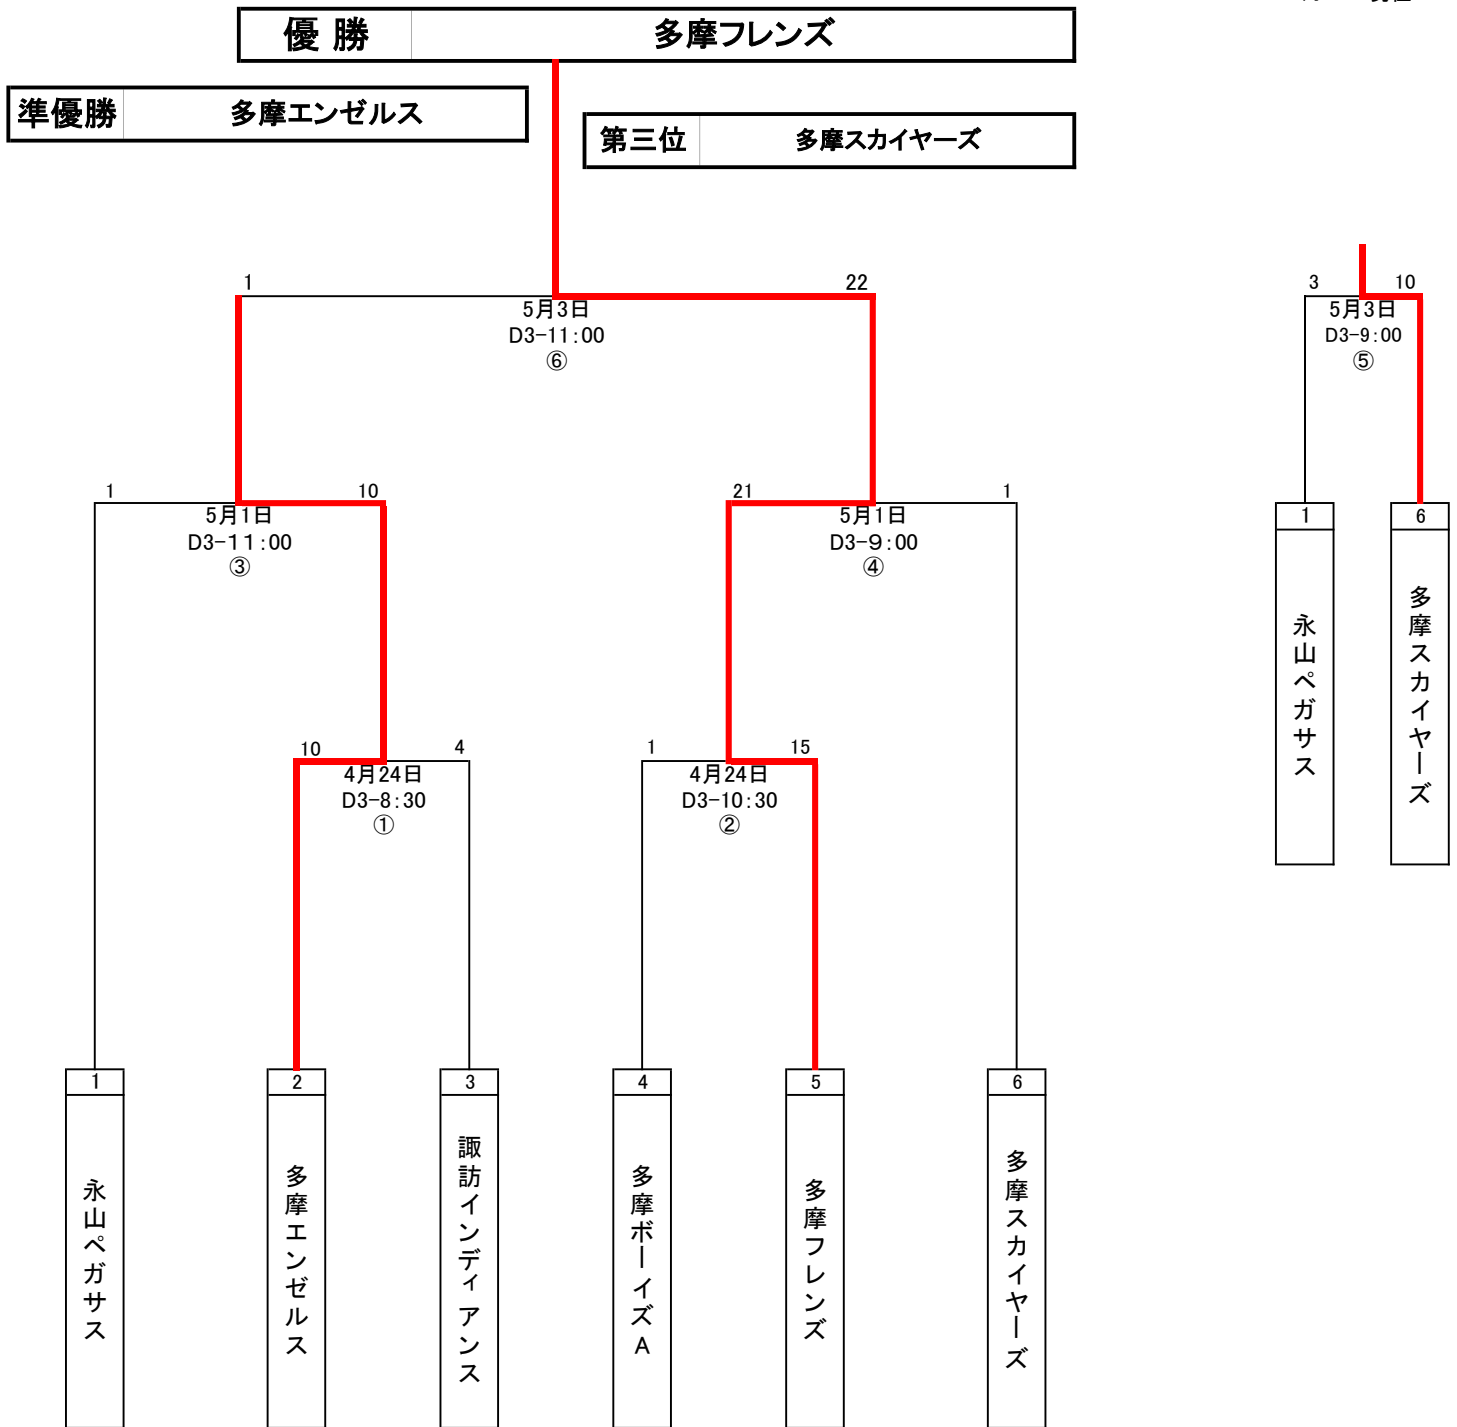 優 勝 多摩フレンズ
準優勝 多摩エンゼルス
第三位 多摩スカイヤーズ
1 22
5月3日
D3-11:00
⑥
3 10
5月3日
D3-9:00
⑤
1 10
5月1日
D3-11:00
③
21 1
5月1日
D3-9:00
④
1
永山ペガサス
6
多摩スカイヤーズ
10 4
4月24日
D3-8:30
①
1 15
4月24日
D3-10:30
②
1
永山ペガサス
2
多摩エンゼルス
3
諏訪インディアンス
4
多摩ボーイズA
5
多摩フレンズ
6
多摩スカイヤーズ